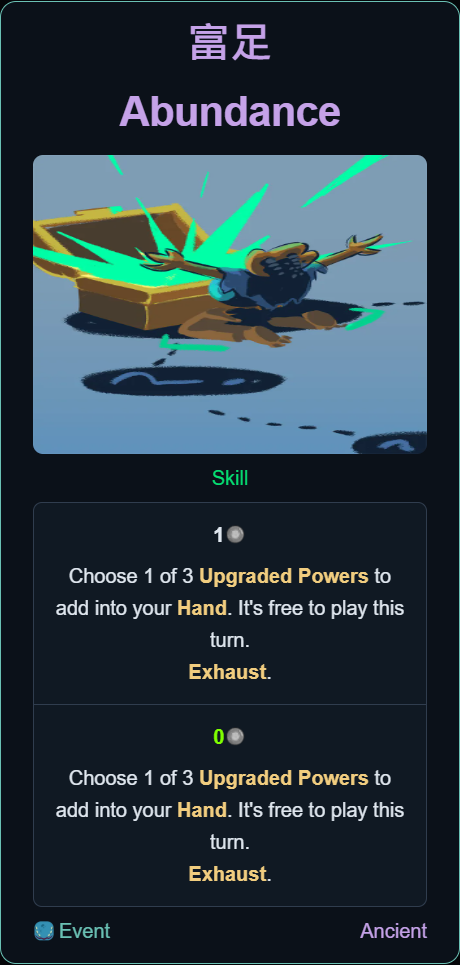 富足
Abundance
Skill
1
Choose 1 of 3 Upgraded Powers to
add into your Hand. It's free to play this
turn.
Exhaust.
0
Choose 1 of 3 Upgraded Powers to
add into your Hand. It's free to play this
turn.
Exhaust.
Event
Ancient